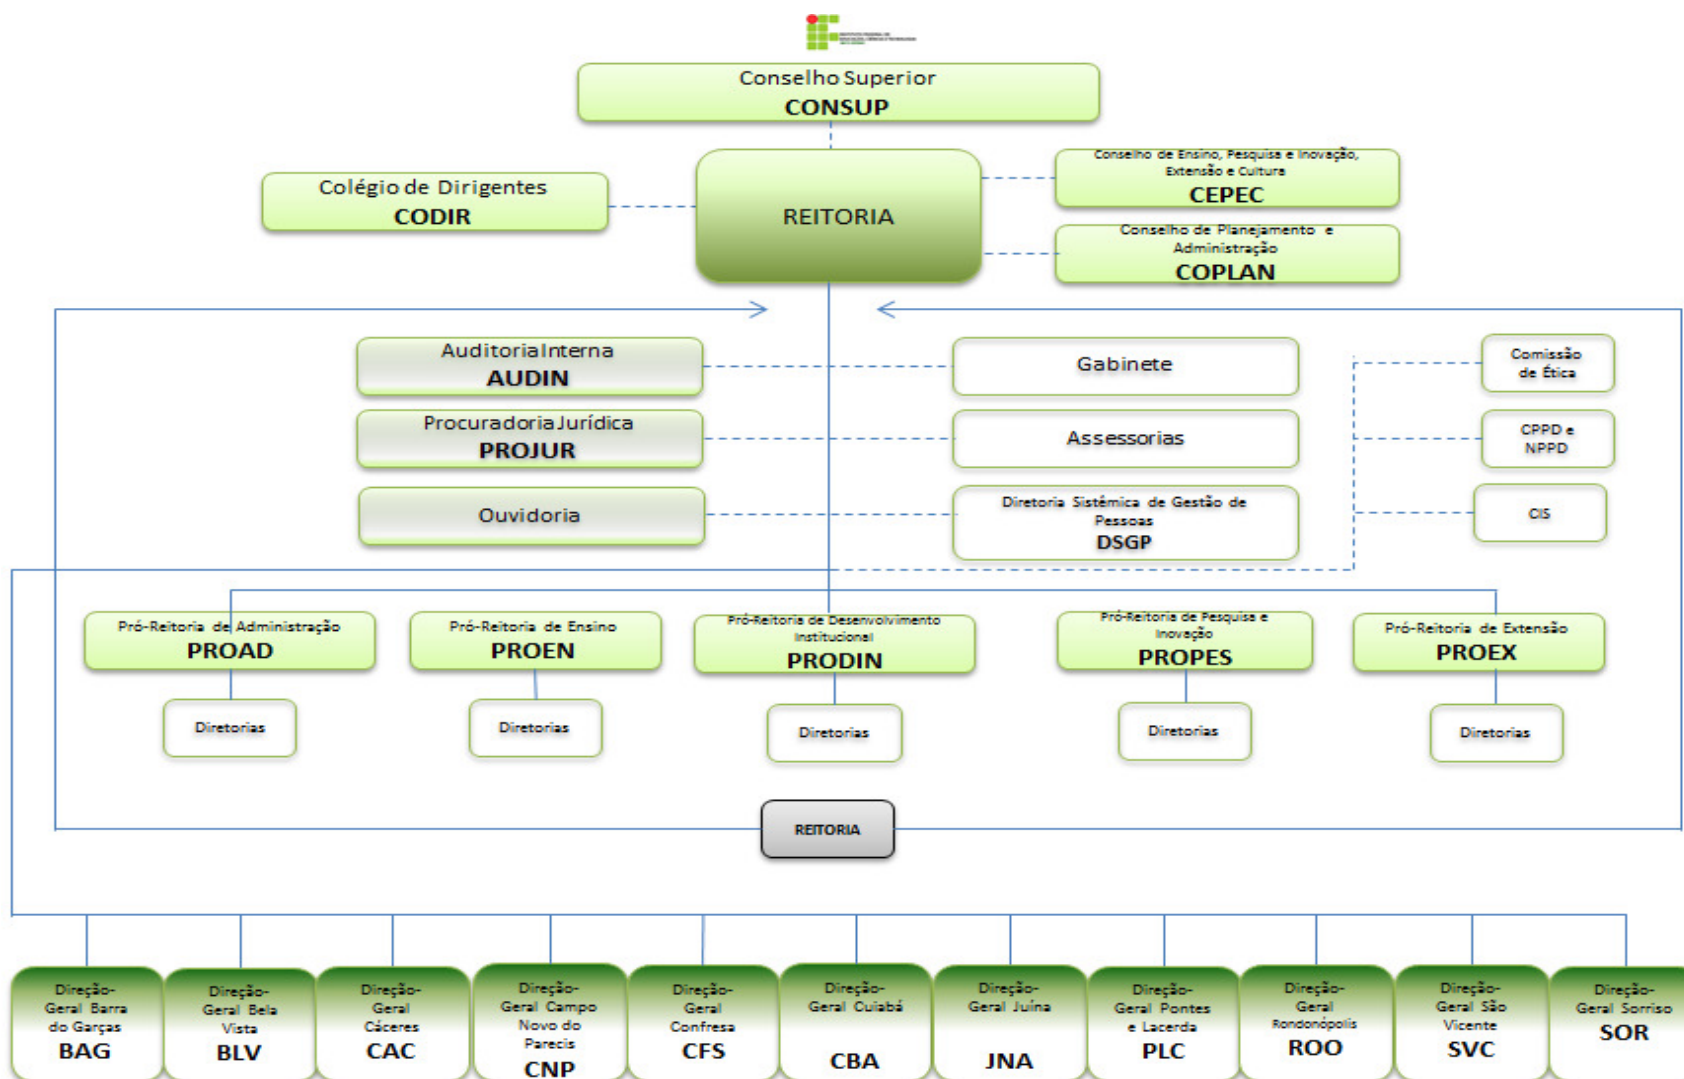 INSTITUTO FEDERAL DE
EDUCAÇÃO, CIÊNCIA E TECNOLOGIA
Conselho Superior
CONSUP
Colégio de Dirigentes
CODIR
REITORIA
Conselho de Ensino, Pesquisa e Inovação,
Extensão e Cultura
CEPEC
Conselho de Planejamento e
Administração
COPLAN
Auditoria Interna
AUDIN
Gabinete
Comissão
de Ética
Procuradoria Jurídica
PROJUR
Assessorias
CPPD e
NPPD
Ouvidoria
Diretoria Sistêmica de Gestão de
Pessoas
DSGP
CIS
Pró-Reitoria de Administração
PROAD
Pró-Reitoria de Ensino
PROEN
Pró-Reitoria de Desenvolvimento
Institucional
PRODIN
Pró-Reitoria de Pesquisa e
Inovação
PROPES
Pró-Reitoria de Extensão
PROEX
Diretorias
Diretorias
Diretorias
Diretorias
Diretorias
REITORIA
Direção-
Geral Barra
do Garças
BAG
Direção-
Geral Bela
Vista
BLV
Direção-
Geral
Cáceres
CAC
Direção-
Geral Campo
Novo do
Parecis
CNP
Direção-
Geral
Confresa
CFS
Direção-
Geral Cuiabá
CBA
Direção-
Geral Juína
JNA
Direção-
Geral Pontes
e Lacerda
PLC
Direção-
Geral
Rondonópolis
ROO
Direção-
Geral São
Vicente
SVC
Direção-
Geral Sorriso
SOR